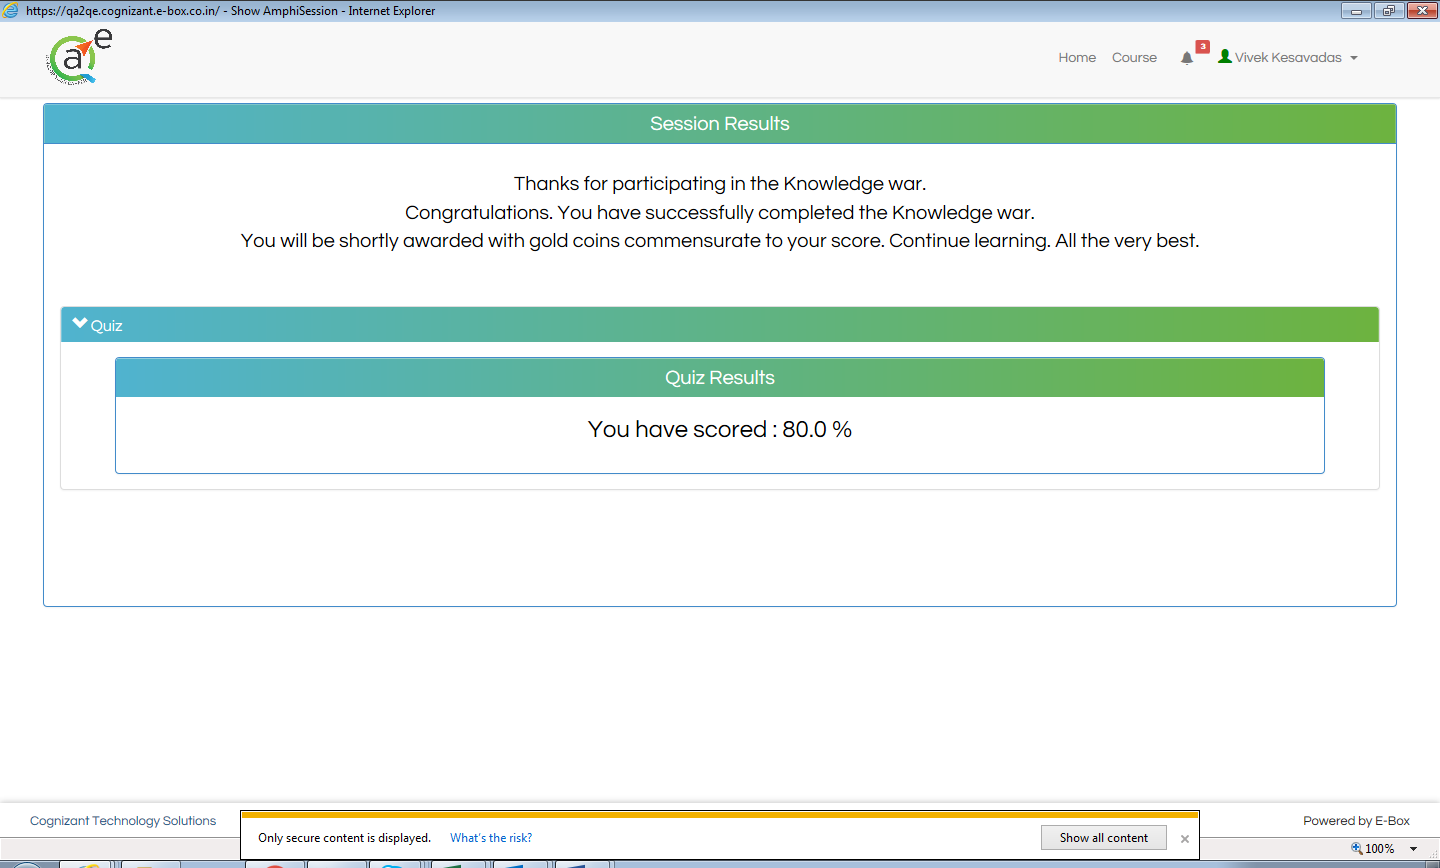 https://qa2qe.cognizant.e-box.co.in/ - Show AmphiSession - Internet Explorer
a e
Home Course 3 Vivek Kesavadas
Session Results
Thanks for participating in the Knowledge war.
Congratulations. You have successfully completed the Knowledge war.
You will be shortly awarded with gold coins commensurate to your score. Continue learning. All the very best.
Quiz
Quiz Results
You have scored : 80.0 %
Cognizant Technology Solutions
Powered by E-Box
Only secure content is displayed. What's the risk? Show all content ×
100%